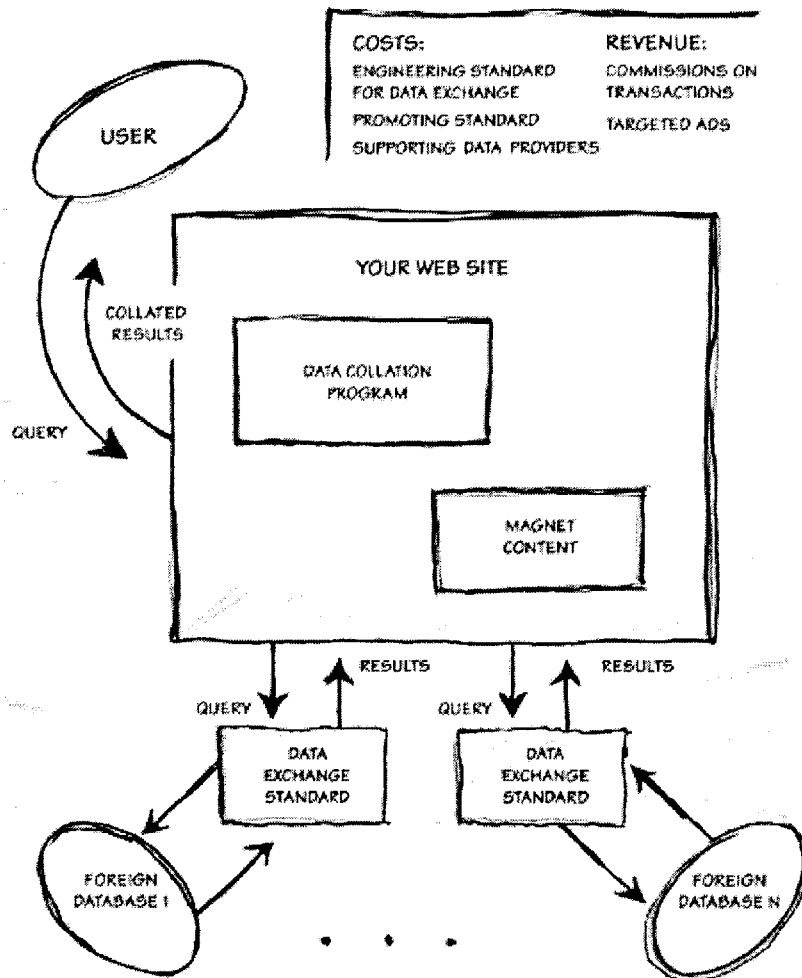 COSTS:
ENGINEERING STANDARD
FOR DATA EXCHANGE
PROMOTING STANDARD
SUPPORTING DATA PROVIDERS
REVENUE:
COMMISSIONS ON
TRANSACTIONS
TARGETED ADS
USER
YOUR WEB SITE
COLLATED
RESULTS
DATA COLLATION
PROGRAM
QUERY
MAGNET
CONTENT
RESULTS
RESULTS
QUERY
QUERY
DATA
EXCHANGE
STANDARD
DATA
EXCHANGE
STANDARD
FOREIGN
DATABASE 1
FOREIGN
DATABASE N